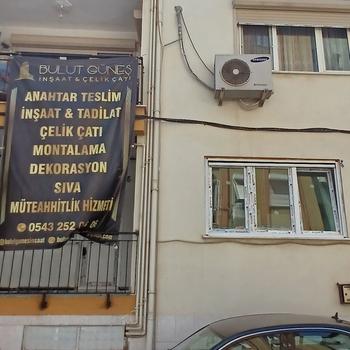 BULUT GÜNEŞ
İNŞAAT & ÇELİK ÇATI
ANAHTAR TESLİM
İNŞAAT & TADİLAT
ÇELİK ÇATI
MONTALAMA
DEKORASYON
SIVA
MÜTEAHHİTLİK HİZMETİ
0543 252
SAMSUNG